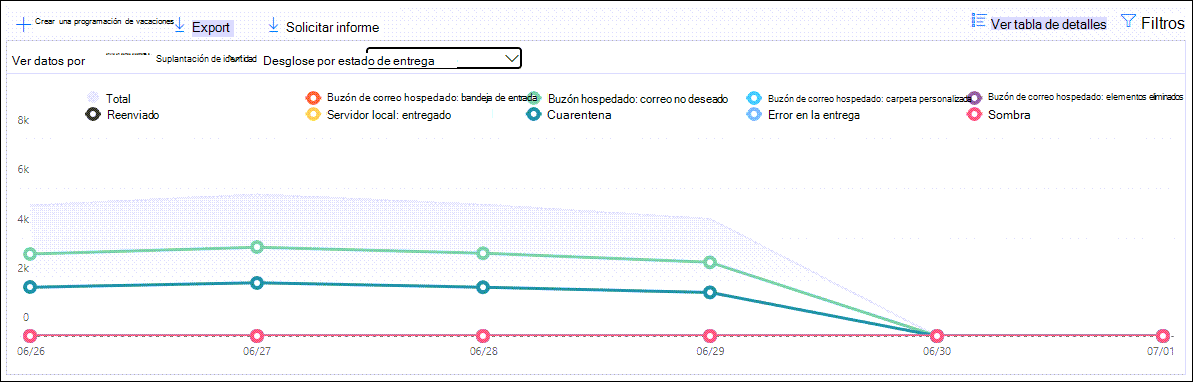 Crear una programación de vacaciones Export Solicitar informe Ver tabla de detalles Filtros
Ver datos por Suplantación de identidad Desglose por estado de entrega
Total Buzón de correo hospedado: bandeja de entrada Buzón hospedado: correo no deseado Buzón de correo hospedado: carpeta personalizada Buzón de correo hospedado: elementos eliminados
Reenviado Servidor local: entregado Cuarentena Error en la entrega Sombra
8k
6k
4k
2k
0
06/26 06/27 06/28 06/29 06/30 07/01